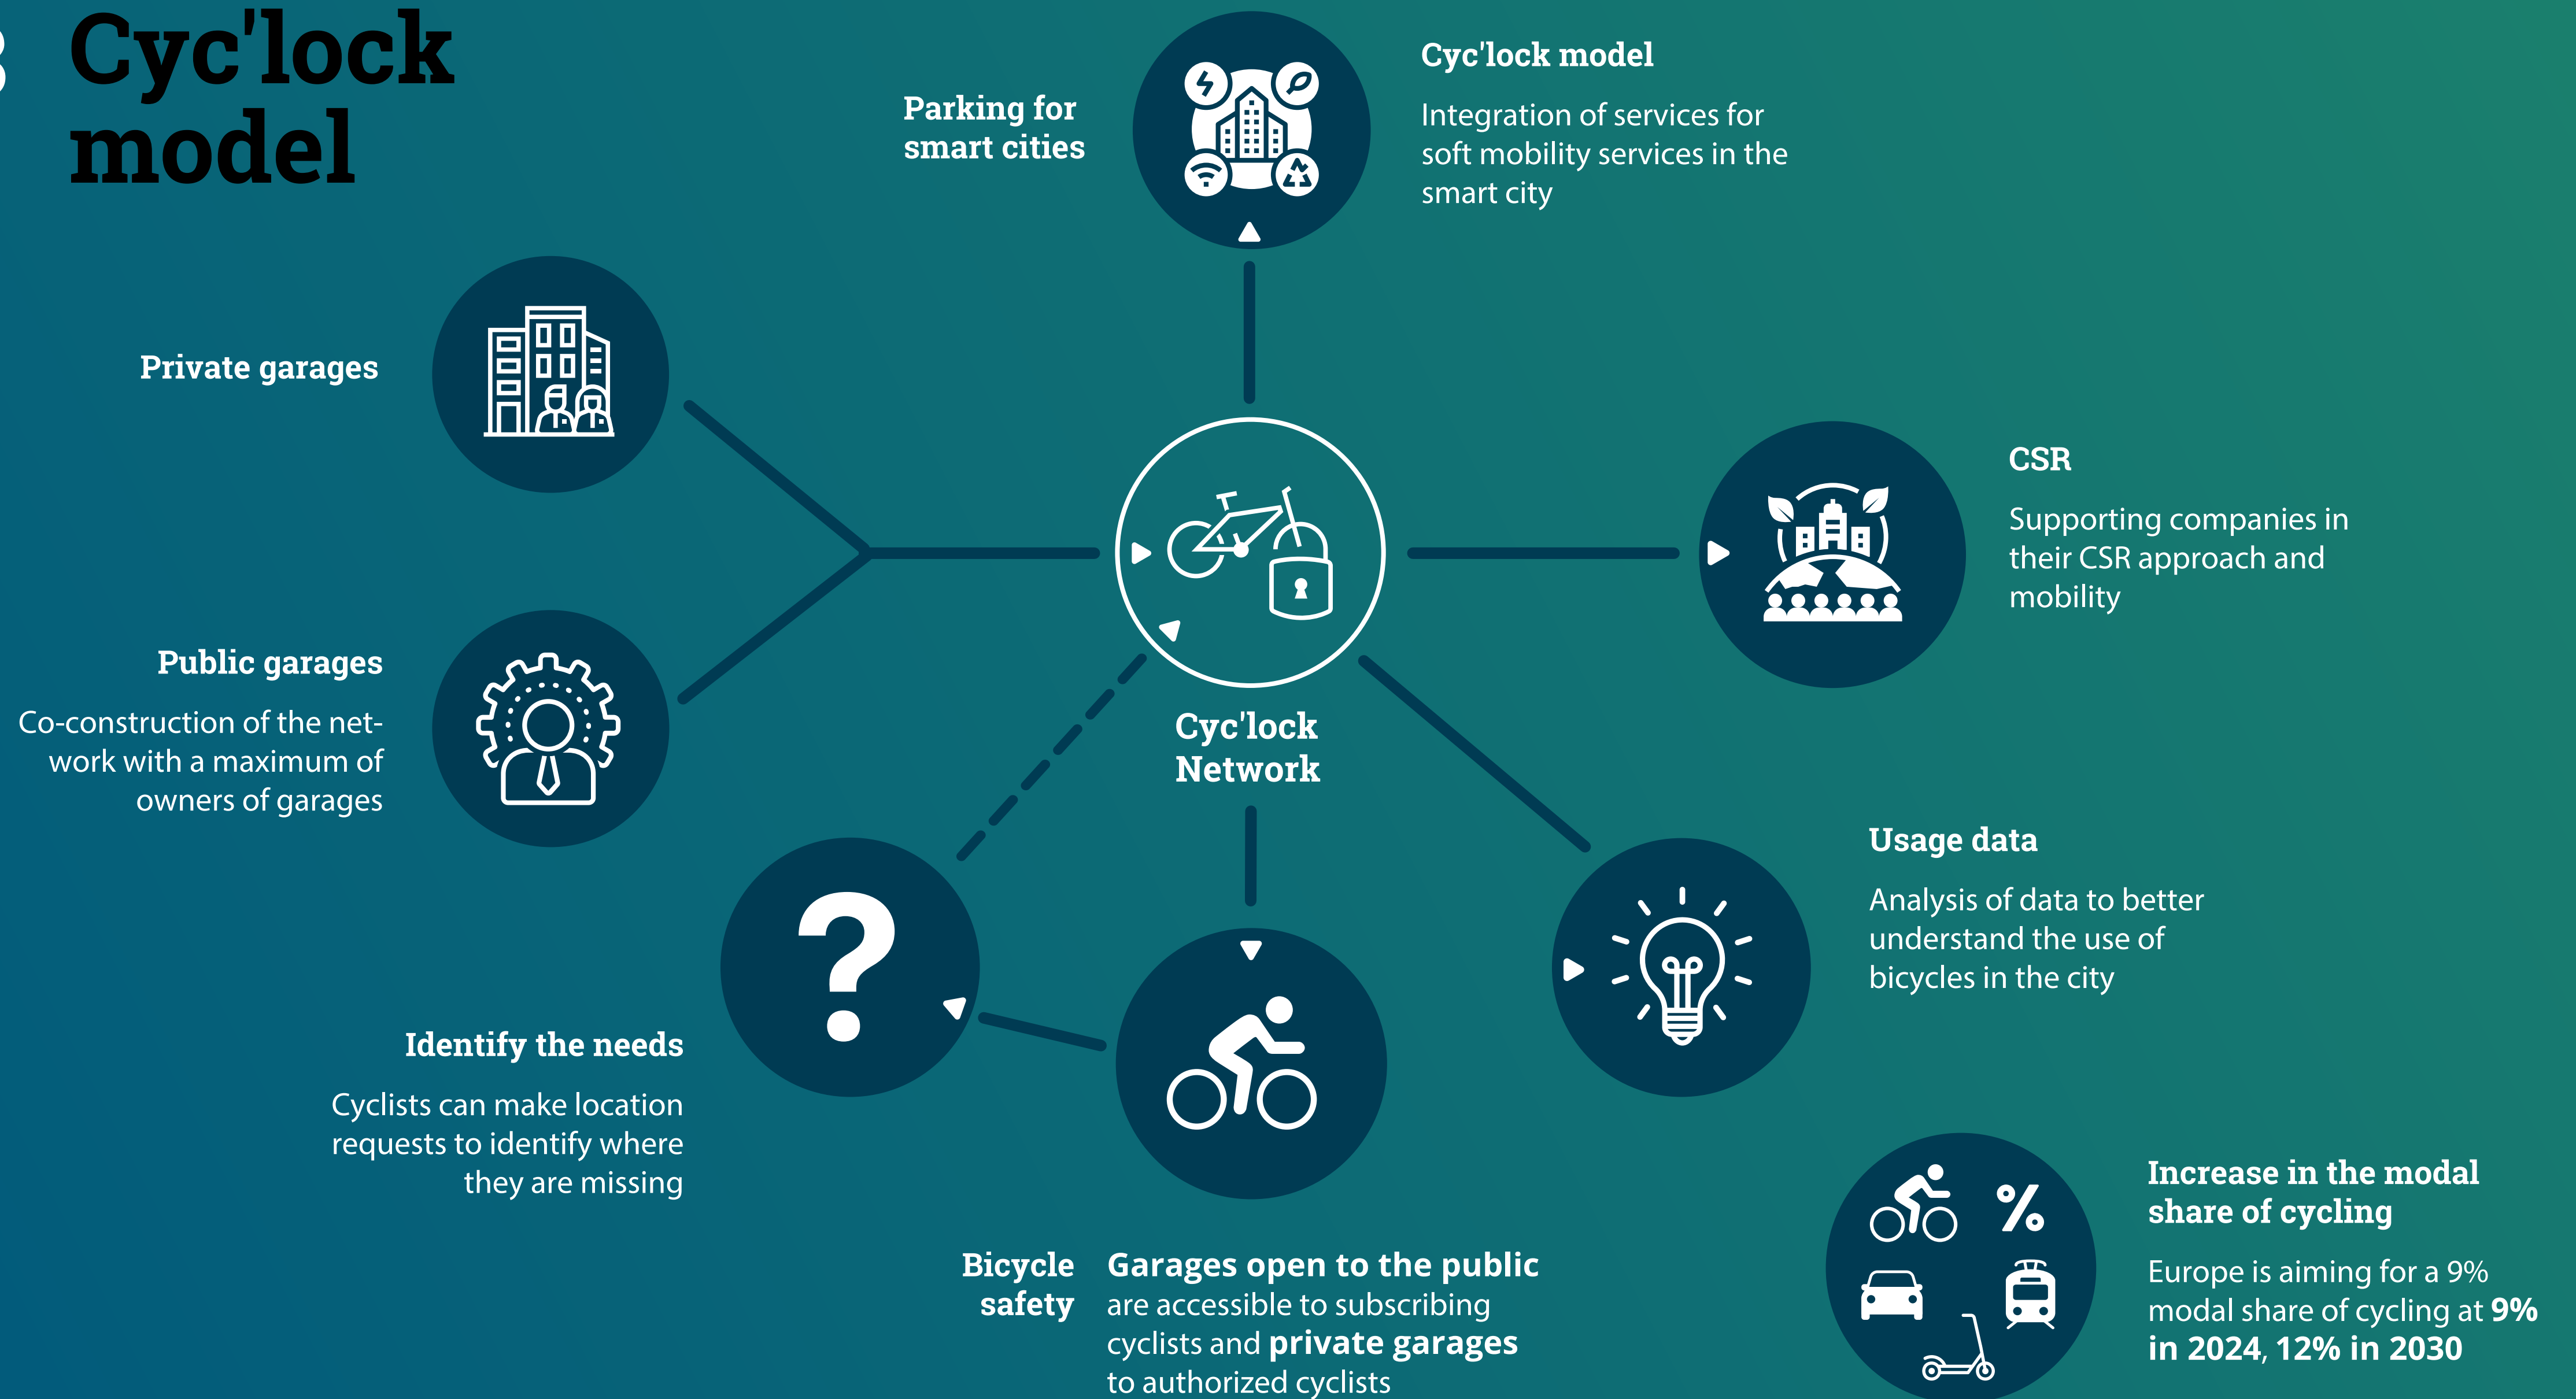 Cyc'lock
model
Parking for
smart cities
Cyc'lock model
Integration of services for
soft mobility services in the
smart city
Private garages
Public garages
Co-construction of the net-
work with a maximum of
owners of garages
Cyc'lock
Network
CSR
Supporting companies in
their CSR approach and
mobility
Usage data
Analysis of data to better
understand the use of
bicycles in the city
?
Identify the needs
Cyclists can make location
requests to identify where
they are missing
Bicycle
safety
Garages open to the public
are accessible to subscribing
cyclists and private garages
to authorized cyclists
%
Increase in the modal
share of cycling
Europe is aiming for a 9%
modal share of cycling at 9%
in 2024, 12% in 2030